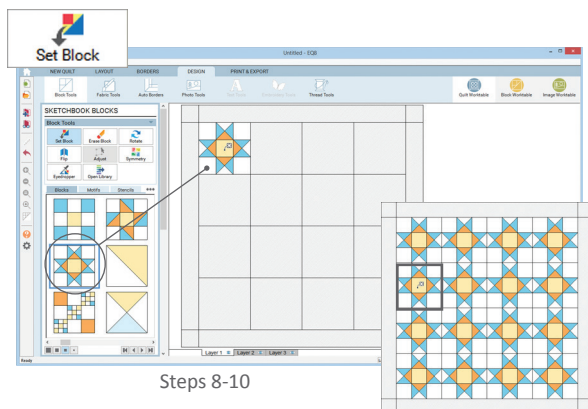 Set Block
Untitled - EQ8
NEW QUILT LAYOUT BORDERS DESIGN PRINT & EXPORT
Block Tools Fabric Tools Auto Borders Photo Tools Thread Tools Quilt Worktable Block Worktable Image Worktable
SKETCHBOOK BLOCKS
Block Tools
Set Block Erase Block Rotate
Flip Adjust Symmetry
Eyedropper Open Library
Blocks Motifs Stencils
Layer 1 Layer 2 Layer 3
Ready
Steps 8-10